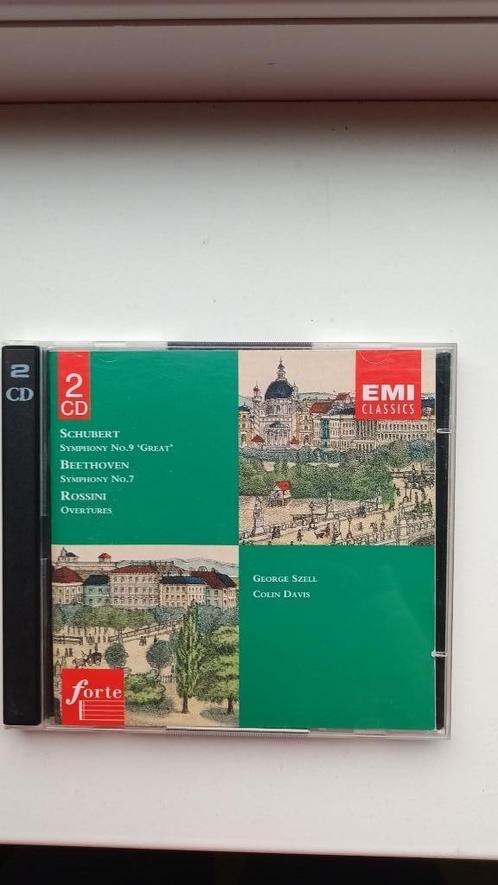 2
CD
2
CD
EMI
CLASSICS
SCHUBERT
SYMPHONY NO.9 'GREAT'
BEETHOVEN
SYMPHONY NO.7
ROSSINI
OVERTURES
GEORGE SZELL
COLIN DAVIS
forte